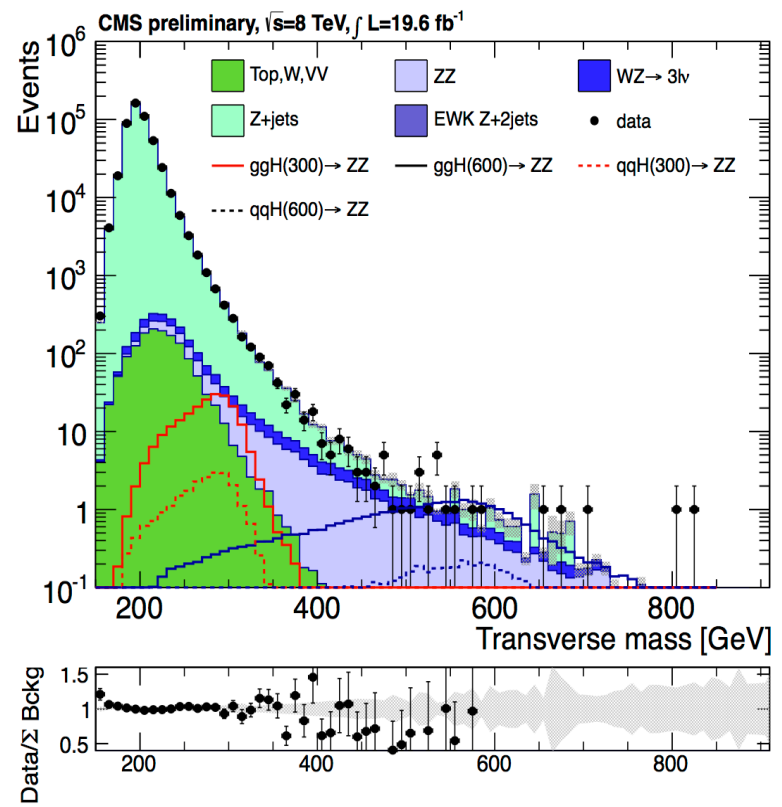 CMS preliminary, √s=8 TeV, ∫ L=19.6 fb⁻¹
Events
10⁶
10⁵
10⁴
10³
10²
10
1
10⁻¹
Top,W,VV
ZZ
WZ→ 3lν
Z+jets
EWK Z+2jets
data
ggH(300)→ ZZ
ggH(600)→ ZZ
qqH(300)→ ZZ
qqH(600)→ ZZ
200 400 600 800
Transverse mass [GeV]
Data/Σ Bckg
1.5
1.0
0.5
200 400 600 800